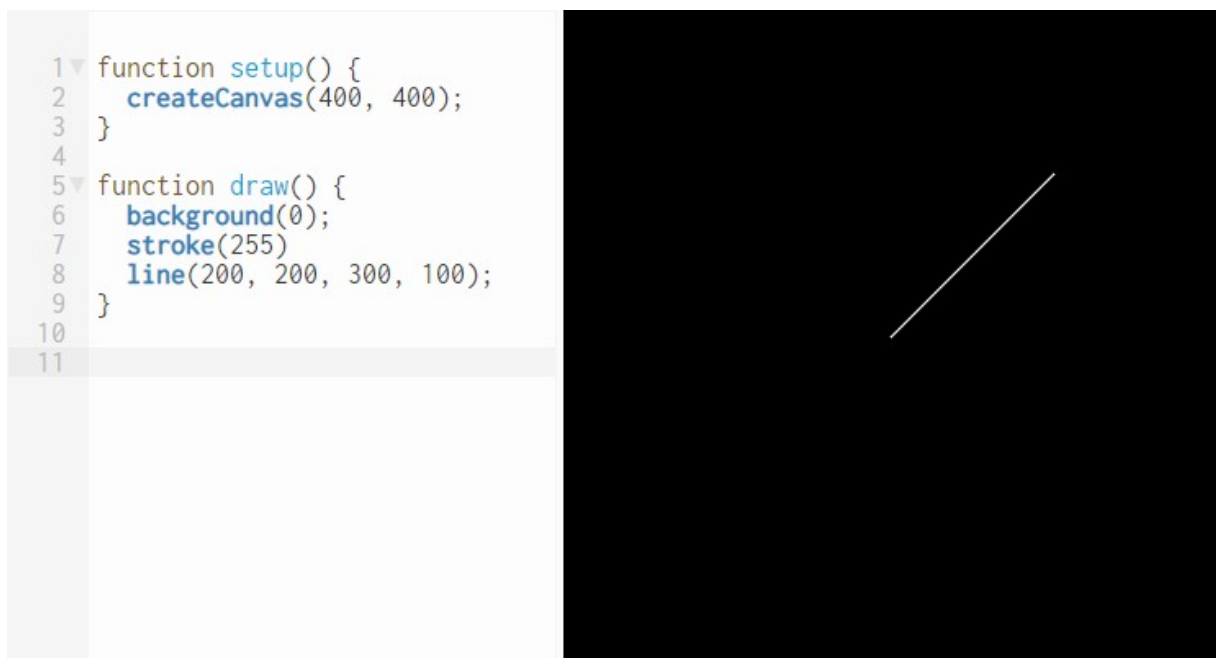 1 function setup() {
2 createCanvas(400, 400);
3 }
4
5 function draw() {
6 background(0);
7 stroke(255)
8 line(200, 200, 300, 100);
9 }
10
11